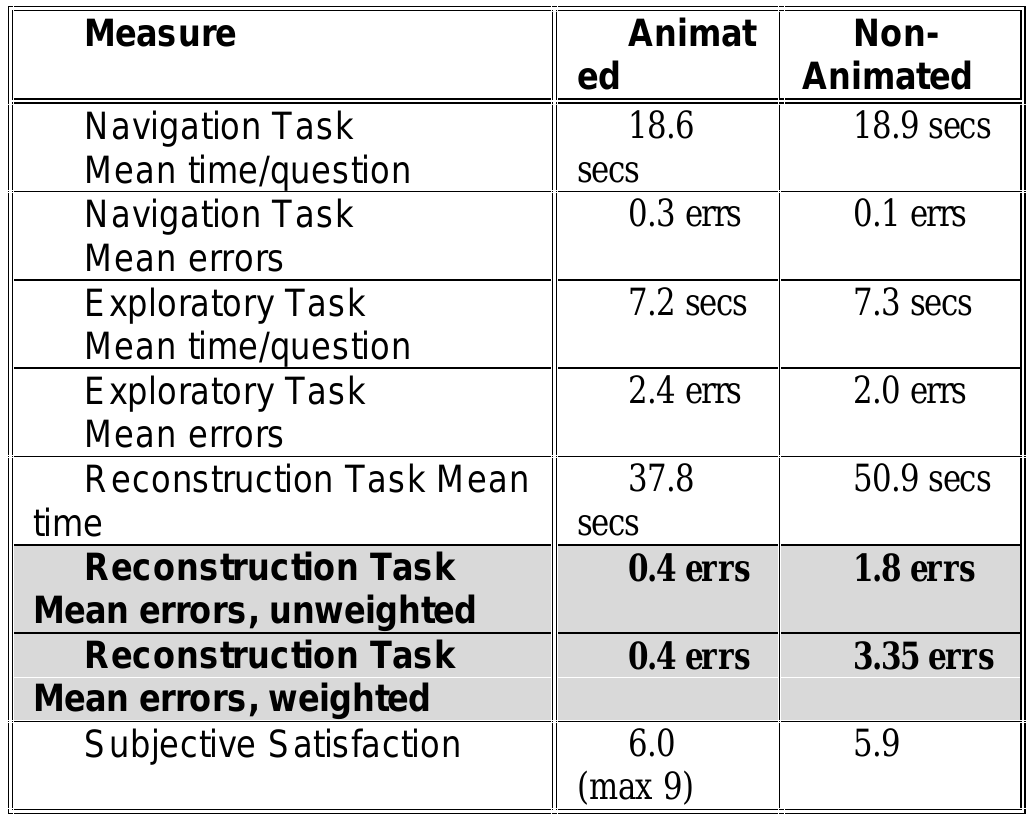 Measure Animat Non-
ed Animated
Navigation Task 18.6 18.9 secs
Mean time/question secs
Navigation Task 0.3 errs 0.1 errs
Mean errors
Exploratory Task 7.2 secs 7.3 secs
Mean time/question
Exploratory Task 2.4 errs 2.0 errs
Mean errors
Reconstruction Task Mean 37.8 50.9 secs
time secs
Reconstruction Task 0.4 errs 1.8 errs
Mean errors, unweighted
Reconstruction Task 0.4 errs 3.35 errs
Mean errors, weighted
Subjective Satisfaction 6.0 5.9
(max 9)